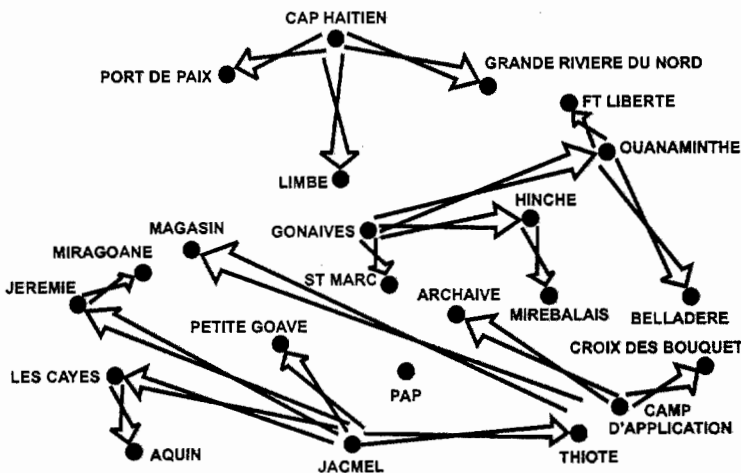 CAP HAITIEN
PORT DE PAIX
GRANDE RIVIERE DU NORD
FT LIBERTE
OUANAMINTHE
LIMBE
HINCHE
MAGASIN
GONAIVES
MIRAGOANE
ST MARC
JEREMIE
ARCHAIVE
MIREBALAIS
BELLADERE
PETITE GOAVE
CROIX DES BOUQUET
LES CAYES
PAP
CAMP
D'APPLICATION
AQUIN
JACMEL
THIOTE